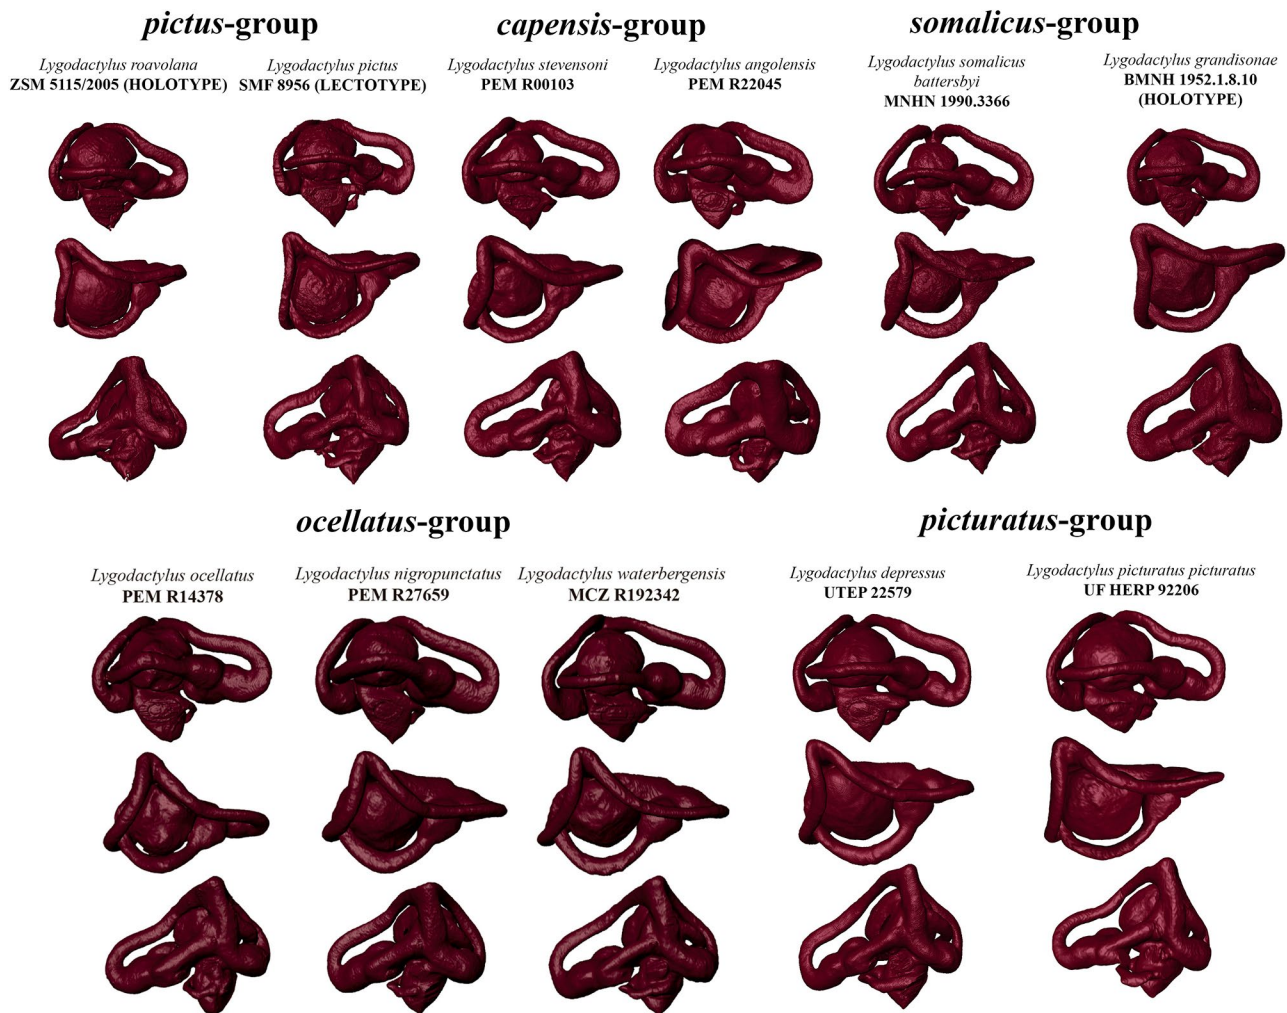 pictus-group
capensis-group
somalicus-group
Lygodactylus roavolana
ZSM 5115/2005 (HOLOTYPE)
Lygodactylus pictus
SMF 8956 (LECTOTYPE)
Lygodactylus stevensoni
PEM R00103
Lygodactylus angolensis
PEM R22045
Lygodactylus somalicus
battersbyi
MNHN 1990.3366
Lygodactylus grandisonae
BMNH 1952.1.8.10
(HOLOTYPE)
ocellatus-group
picturatus-group
Lygodactylus ocellatus
PEM R14378
Lygodactylus nigropunctatus
PEM R27659
Lygodactylus waterbergensis
MCZ R192342
Lygodactylus depressus
UTEP 22579
Lygodactylus picturatus picturatus
UF HERP 92206